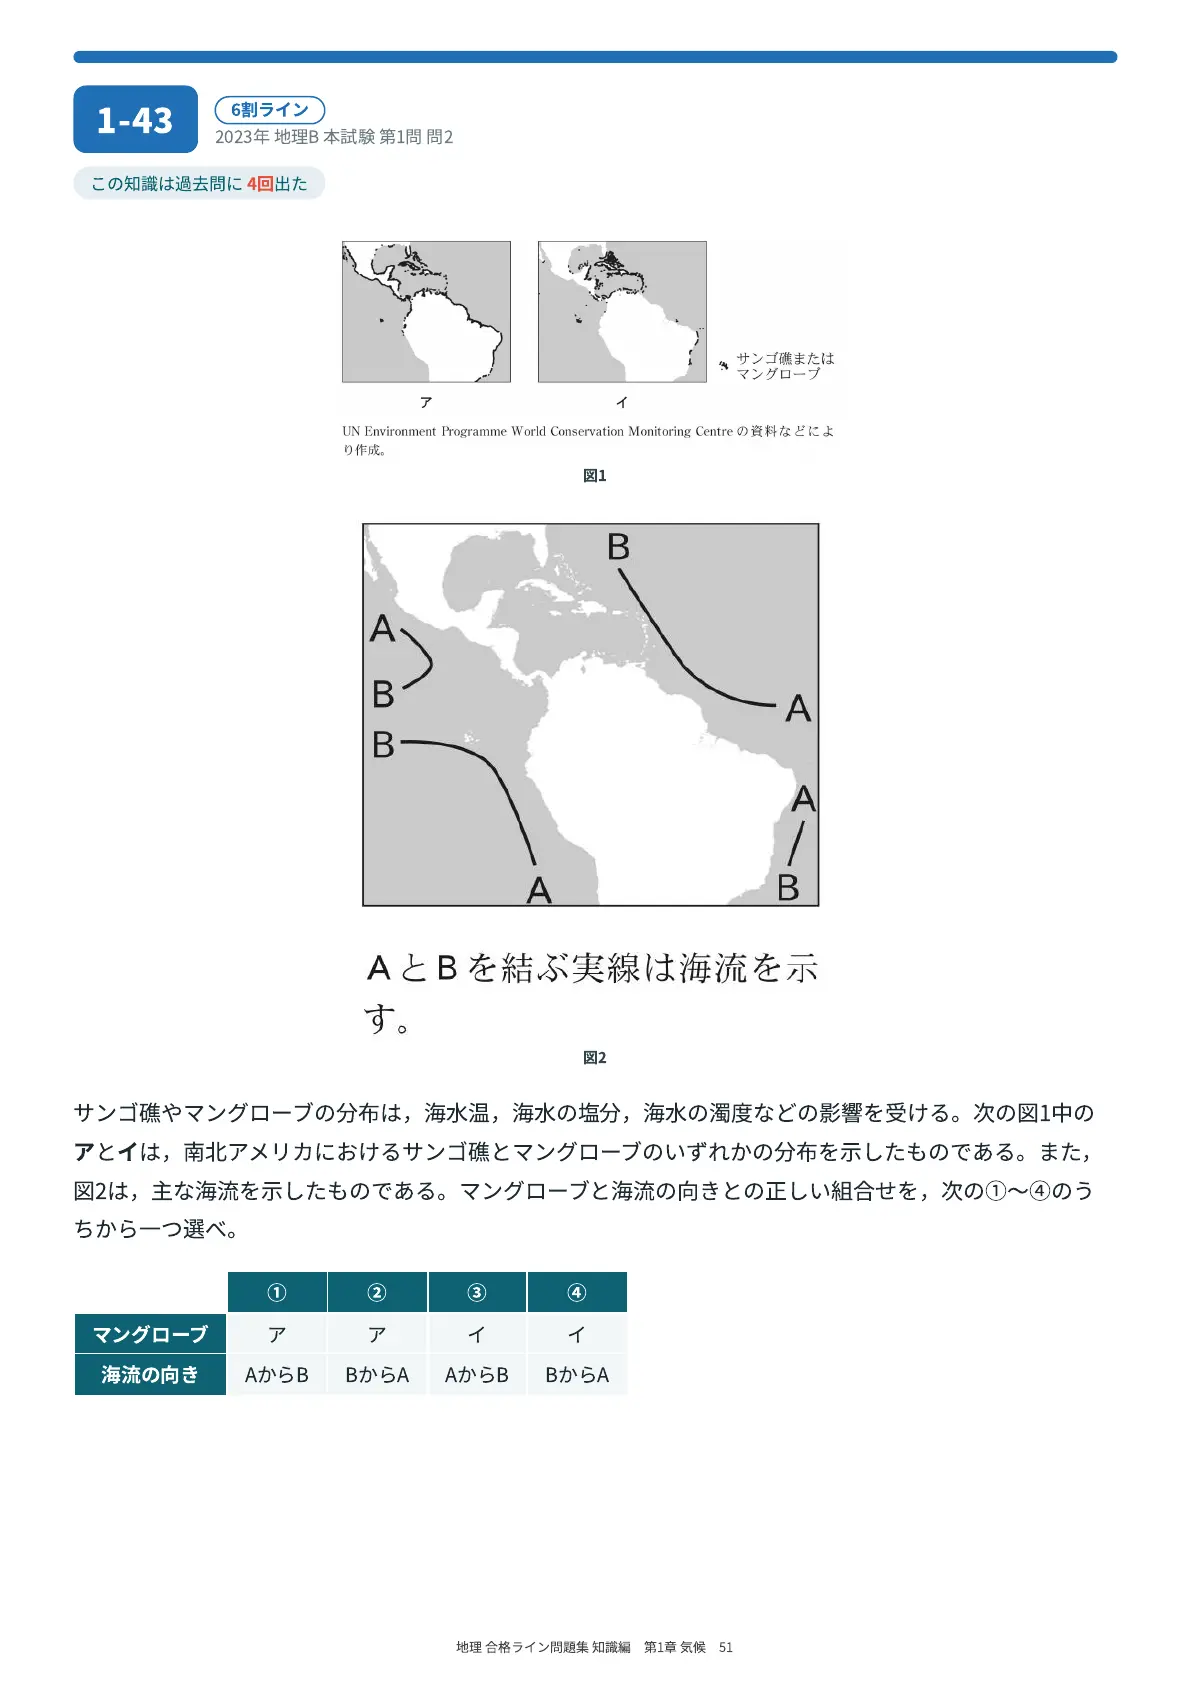 1-43
6割ライン
2023年 地理B 本試験 第1問 問2
この知識は過去問に 4回出た
サンゴ礁または
マングローブ
ア
イ
UN Environment Programme World Conservation Monitoring Centre の資料などによ
り作成。
図1
B
A
B
A
B
A
A
B
AとBを結ぶ実線は海流を示
す。
図2
サンゴ礁やマングローブの分布は，海水温，海水の塩分，海水の濁度などの影響を受ける。次の図1中の
アとイは，南北アメリカにおけるサンゴ礁とマングローブのいずれかの分布を示したものである。また，
図2は，主な海流を示したものである。マングローブと海流の向きとの正しい組合せを，次の①〜④のう
ちから一つ選べ。
① ② ③ ④
マングローブ ア ア イ イ
海流の向き AからB BからA AからB BからA
地理 合格ライン問題集 知識編　第1章 気候　51